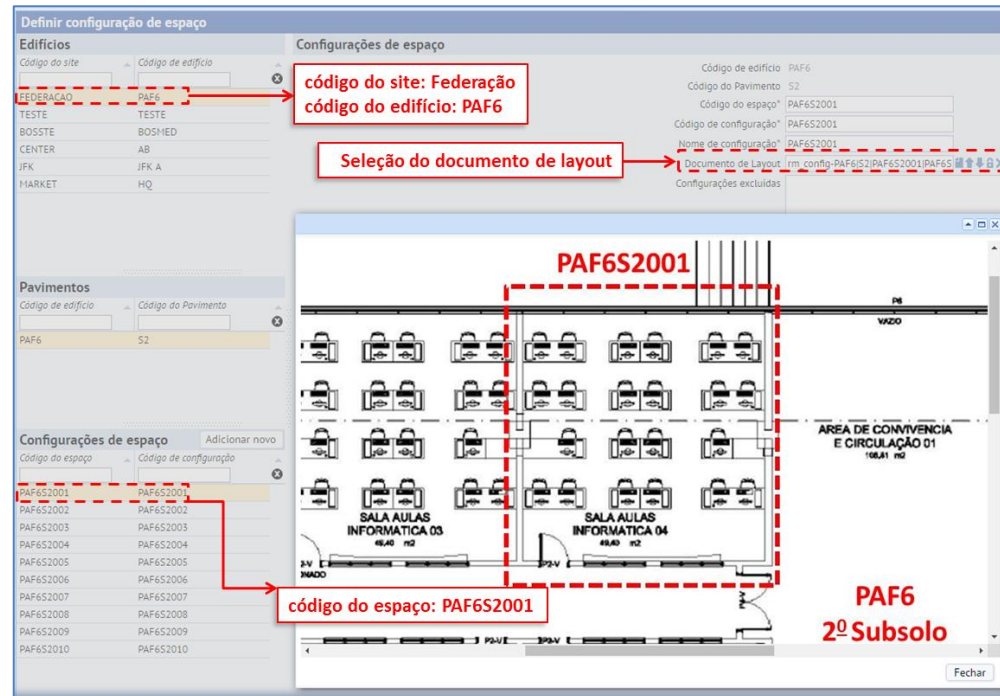 Definir configuração de espaço
Edifícios
Código do site
Código de edifício
FEDERACAO PAF6
TESTE TESTE
BOSSTE BOSMED
CENTER AB
JFK JFK A
MARKET HQ
Configurações de espaço
Código de edifício PAF6
Código do Pavimento S2
Código do espaço* PAF6S2001
Código de configuração* PAF6S2001
Nome de configuração* PAF6S2001
Documento de Layout rm_config-PAF6|S2|PAF6S2001|PAF6S
Configurações excluídas
código do site: Federação
código do edifício: PAF6
Seleção do documento de layout
Pavimentos
Código de edifício
Código do Pavimento
PAF6 S2
Configurações de espaço
Adicionar novo
Código do espaço
Código de configuração
PAF6S2001 PAF6S2001
PAF6S2002 PAF6S2002
PAF6S2003 PAF6S2003
PAF6S2004 PAF6S2004
PAF6S2005 PAF6S2005
PAF6S2006 PAF6S2006
PAF6S2007 PAF6S2007
PAF6S2008 PAF6S2008
PAF6S2009 PAF6S2009
PAF6S2010 PAF6S2010
código do espaço: PAF6S2001
PAF6S2001
P6
VAZIO
AREA DE CONVIVENCIA
E CIRCULAÇÃO 01
SALA AULAS
INFORMATICA 03
49,40 m2
SALA AULAS
INFORMATICA 04
49,40 m2
PAF6
2º Subsolo
Fechar